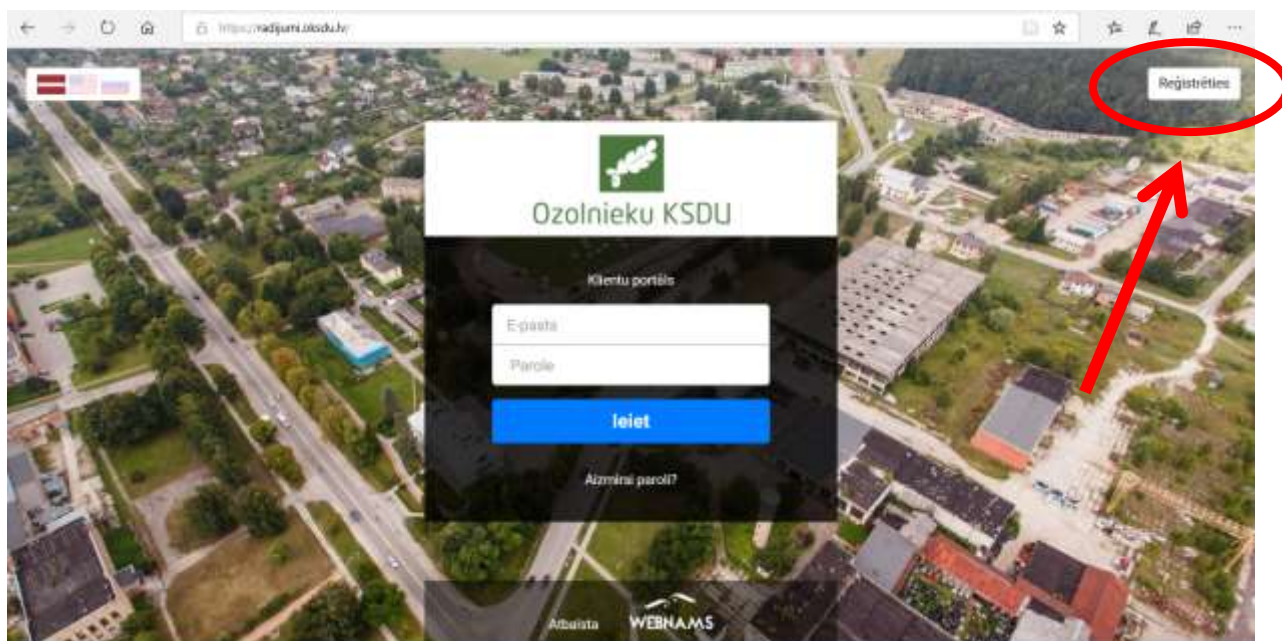 https://radijumi.oksdu.lv
Reģistrēties
Ozolnieku KSDU
Klientu portāls
E-pasts
Parole
Ieiet
Aizmirsi paroli?
Atbalsta WEBNAMS